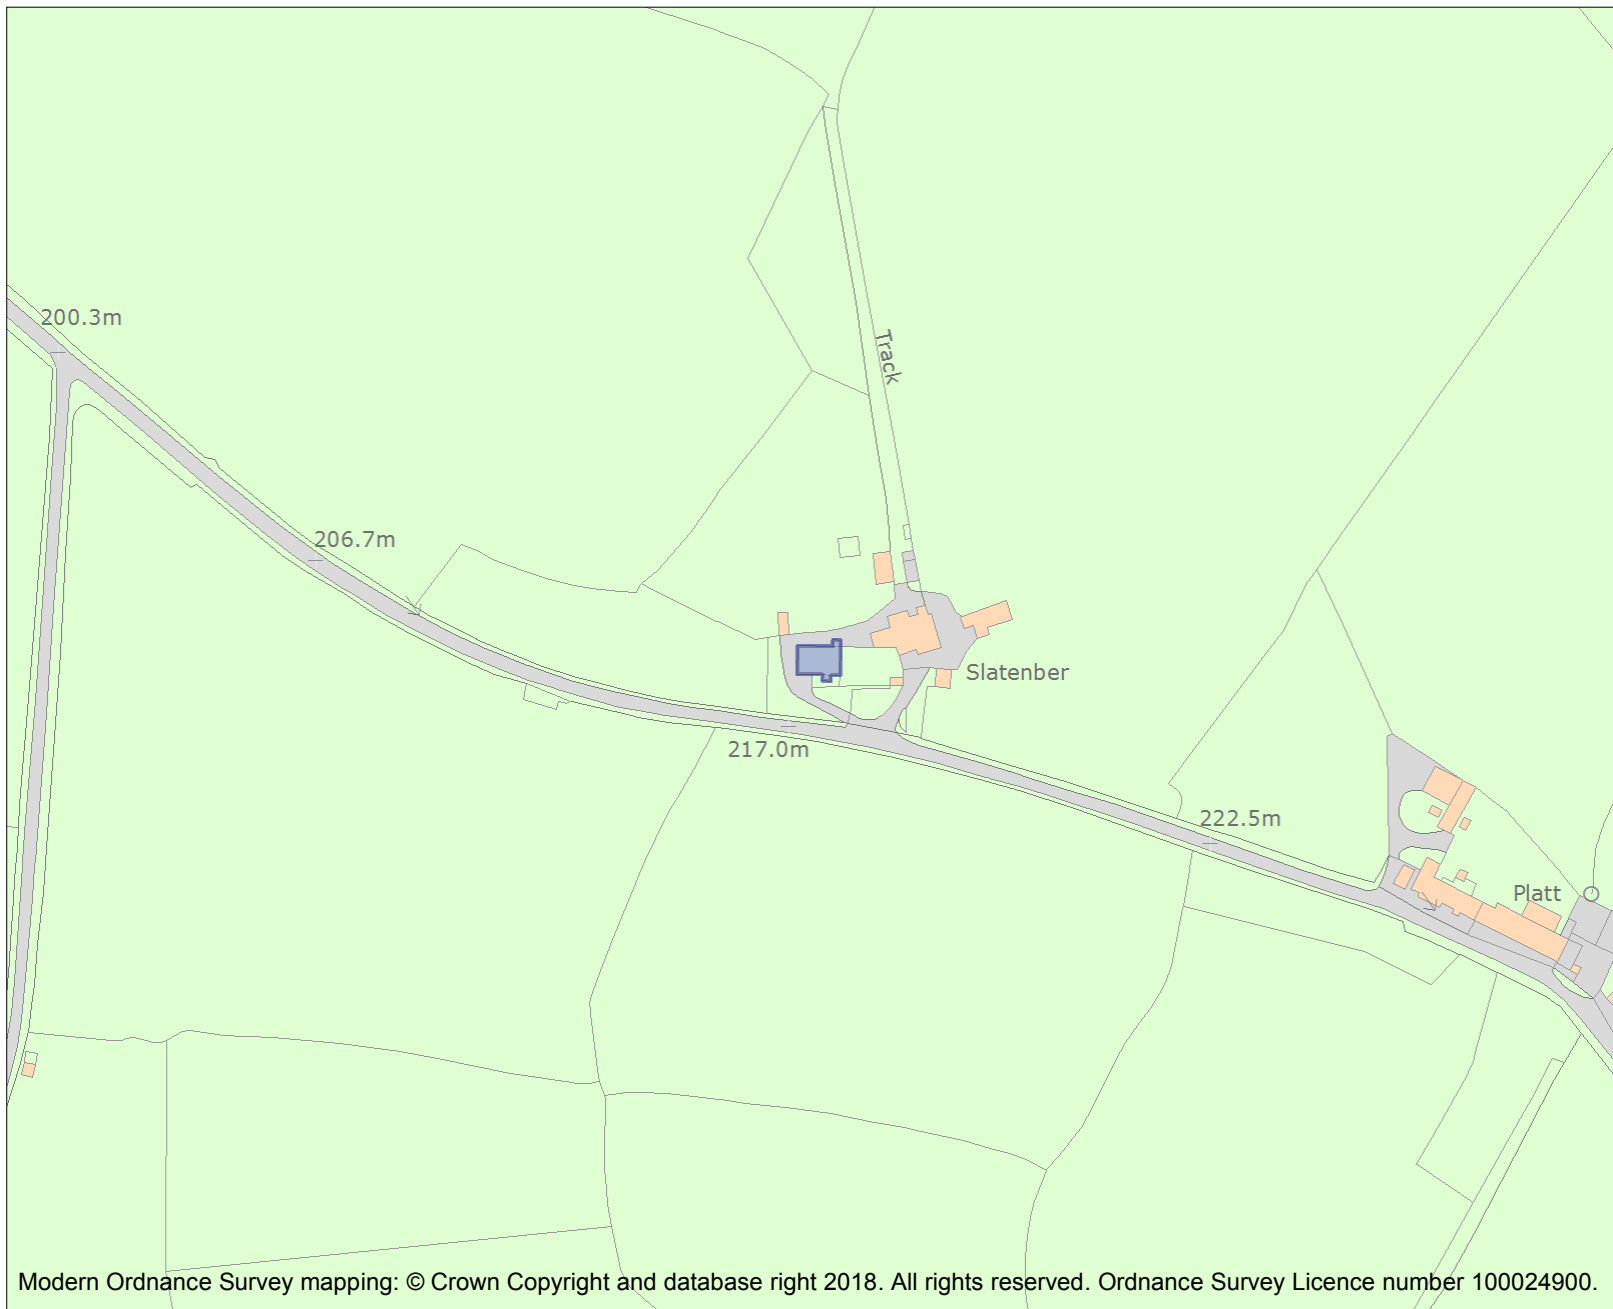 200.3m
Track
206.7m
Slatenber
217.0m
222.5m
Platt
Modern Ordnance Survey mapping: © Crown Copyright and database right 2018. All rights reserved. Ordnance Survey Licence number 100024900.